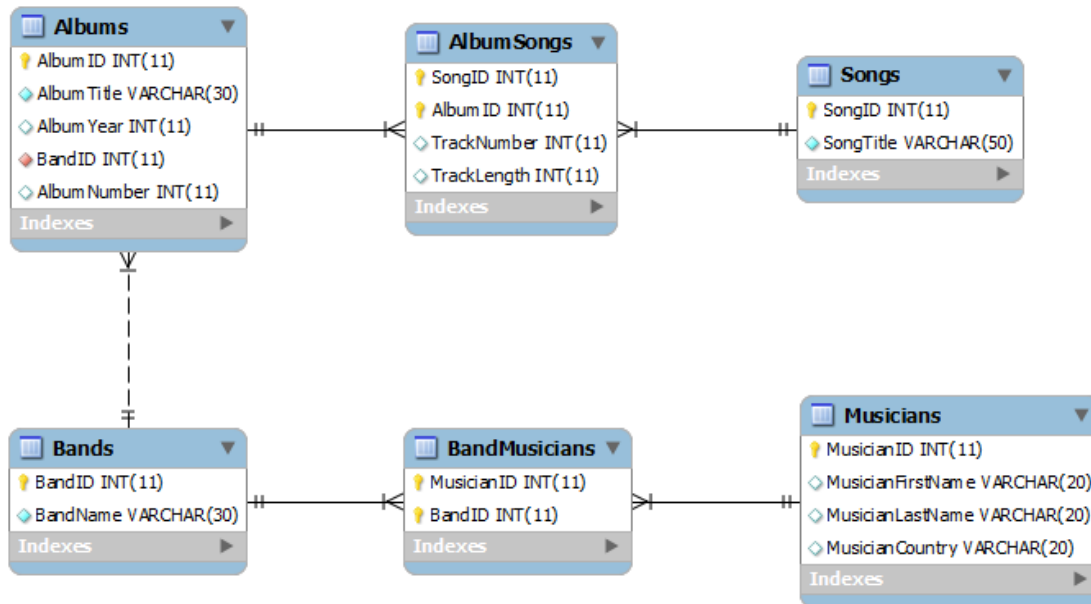 Albums
AlbumID INT(11)
AlbumTitle VARCHAR(30)
AlbumYear INT(11)
BandID INT(11)
AlbumNumber INT(11)
Indexes
AlbumSongs
SongID INT(11)
AlbumID INT(11)
TrackNumber INT(11)
TrackLength INT(11)
Indexes
Songs
SongID INT(11)
SongTitle VARCHAR(50)
Indexes
Bands
BandID INT(11)
BandName VARCHAR(30)
Indexes
BandMusicians
MusicianID INT(11)
BandID INT(11)
Indexes
Musicians
MusicianID INT(11)
MusicianFirstName VARCHAR(20)
MusicianLastName VARCHAR(20)
MusicianCountry VARCHAR(20)
Indexes